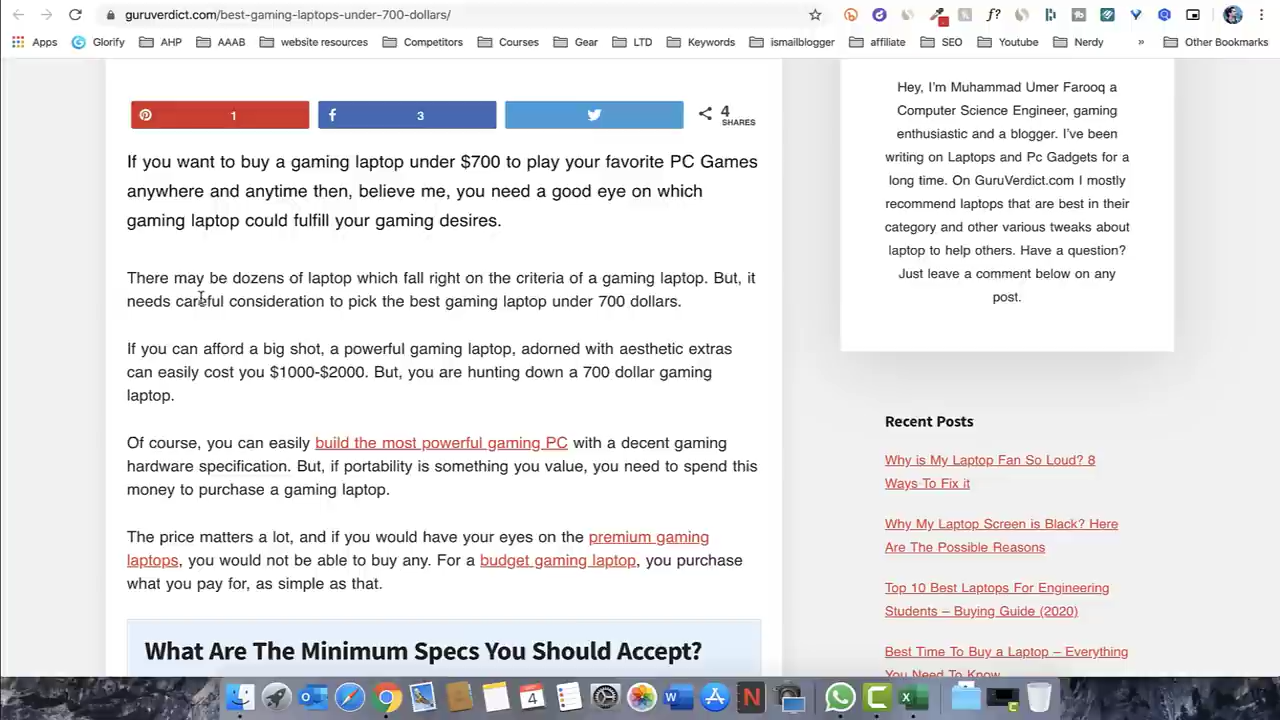 guruverdict.com/best-gaming-laptops-under-700-dollars/
Apps
Glorify
AHP
AAAB
website resources
Competitors
Courses
Gear
LTD
Keywords
ismailblogger
affiliate
SEO
Youtube
Nerdy
»
Other Bookmarks
1
3
4
SHARES
If you want to buy a gaming laptop under $700 to play your favorite PC Games
anywhere and anytime then, believe me, you need a good eye on which
gaming laptop could fulfill your gaming desires.
There may be dozens of laptop which fall right on the criteria of a gaming laptop. But, it
needs careful consideration to pick the best gaming laptop under 700 dollars.
If you can afford a big shot, a powerful gaming laptop, adorned with aesthetic extras
can easily cost you $1000-$2000. But, you are hunting down a 700 dollar gaming
laptop.
Of course, you can easily build the most powerful gaming PC with a decent gaming
hardware specification. But, if portability is something you value, you need to spend this
money to purchase a gaming laptop.
The price matters a lot, and if you would have your eyes on the premium gaming
laptops, you would not be able to buy any. For a budget gaming laptop, you purchase
what you pay for, as simple as that.
What Are The Minimum Specs You Should Accept?
Hey, I'm Muhammad Umer Farooq a
Computer Science Engineer, gaming
enthusiastic and a blogger. I've been
writing on Laptops and Pc Gadgets for a
long time. On GuruVerdict.com I mostly
recommend laptops that are best in their
category and other various tweaks about
laptop to help others. Have a question?
Just leave a comment below on any
post.
Recent Posts
Why is My Laptop Fan So Loud? 8
Ways To Fix it
Why My Laptop Screen is Black? Here
Are The Possible Reasons
Top 10 Best Laptops For Engineering
Students – Buying Guide (2020)
Best Time To Buy a Laptop – Everything
You Need To Know
4